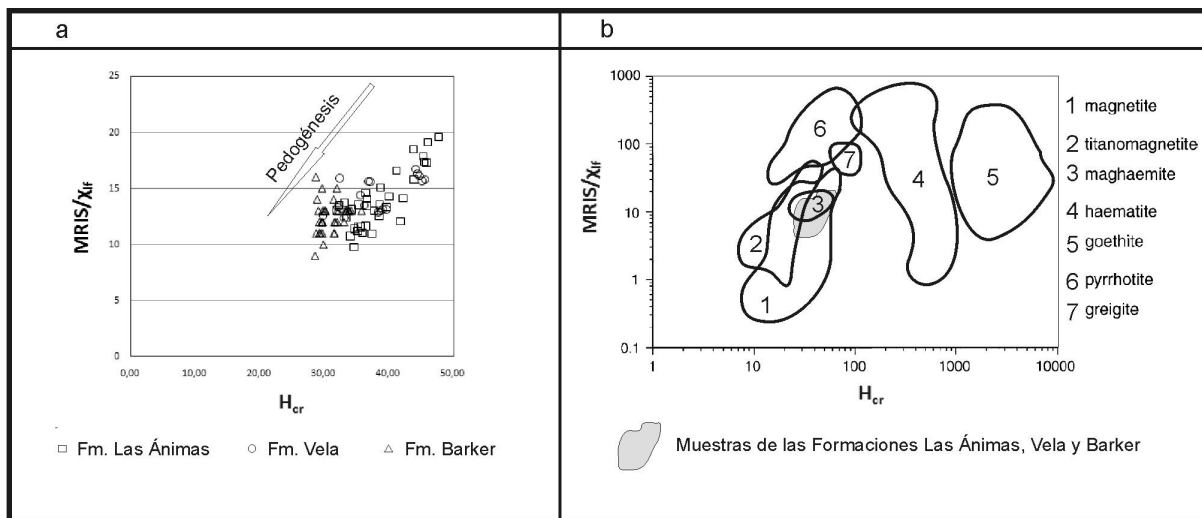 a
b
MRIS/χlf
25
20
15
10
5
0
Pedogénesis
0,00 10,00 20,00 30,00 40,00 50,00
Hcr
Fm. Las Ánimas Fm. Vela Fm. Barker
MRIS/χlf
1000
100
10
1
0.1
1 10 100 1000 10000
Hcr
1
2
3
4
5
6
7
1 magnetite
2 titanomagnetite
3 maghaemite
4 haematite
5 goethite
6 pyrrhotite
7 greigite
Muestras de las Formaciones Las Ánimas, Vela y Barker